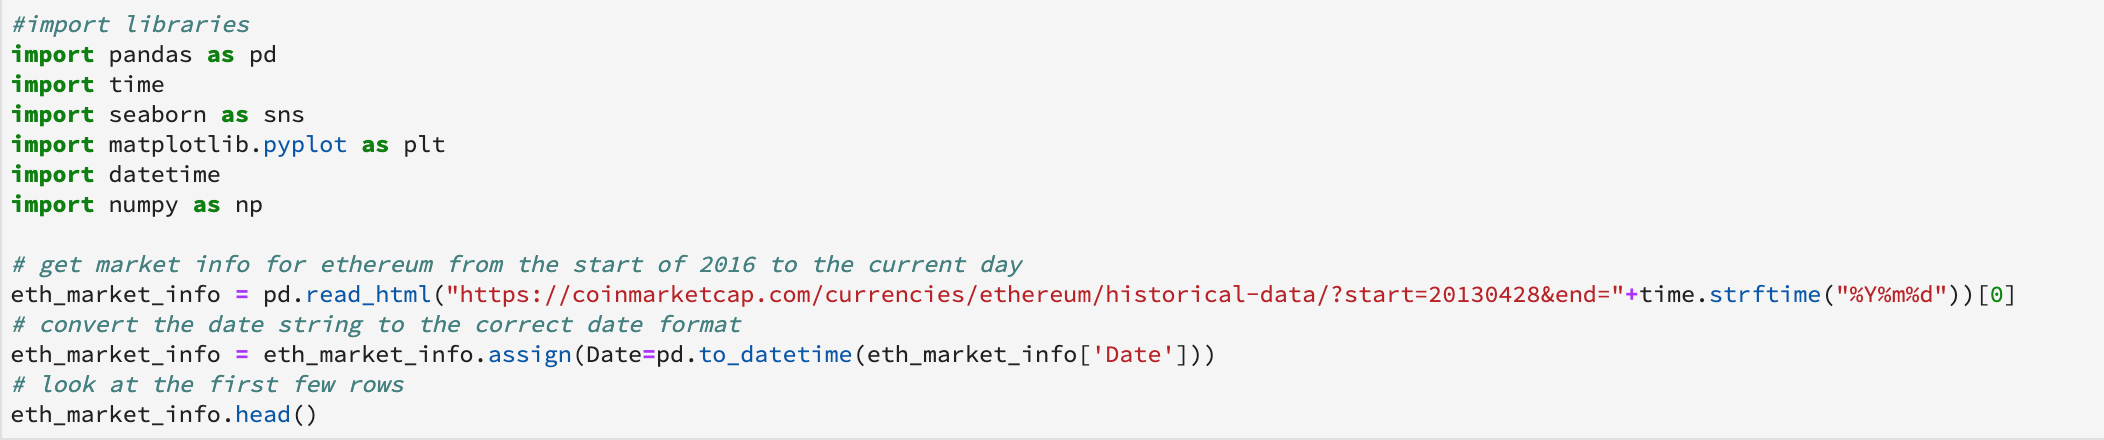 #import libraries
import pandas as pd
import time
import seaborn as sns
import matplotlib.pyplot as plt
import datetime
import numpy as np
# get market info for ethereum from the start of 2016 to the current day
eth_market_info = pd.read_html("https://coinmarketcap.com/currencies/ethereum/historical-data/?start=20130428&end="+time.strftime("%Y%m%d"))[0]
# convert the date string to the correct date format
eth_market_info = eth_market_info.assign(Date=pd.to_datetime(eth_market_info['Date']))
# look at the first few rows
eth_market_info.head()